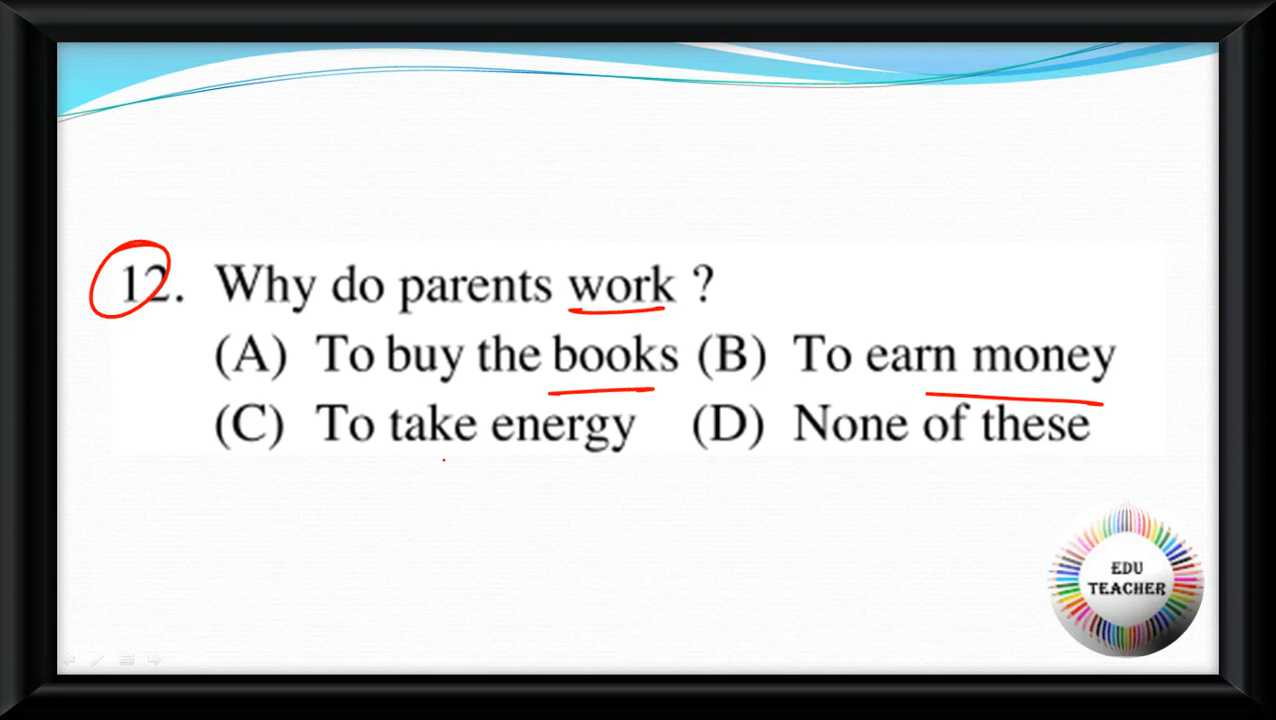 12. Why do parents work ?
(A) To buy the books (B) To earn money
(C) To take energy (D) None of these
EDU
TEACHER